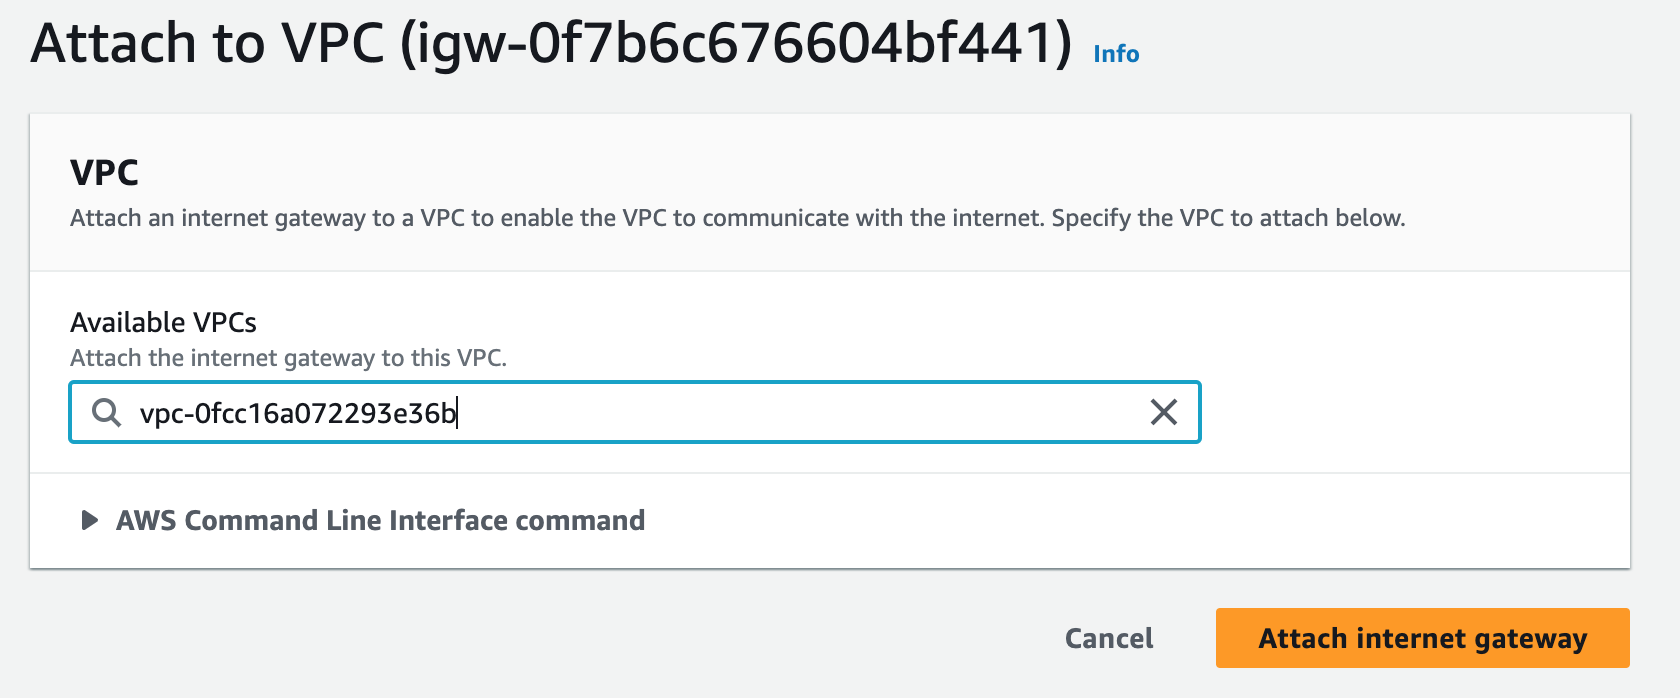 Attach to VPC (igw-0f7b6c676604bf441) Info
VPC
Attach an internet gateway to a VPC to enable the VPC to communicate with the internet. Specify the VPC to attach below.
Available VPCs
Attach the internet gateway to this VPC.
vpc-0fcc16a072293e36b
AWS Command Line Interface command
Cancel
Attach internet gateway